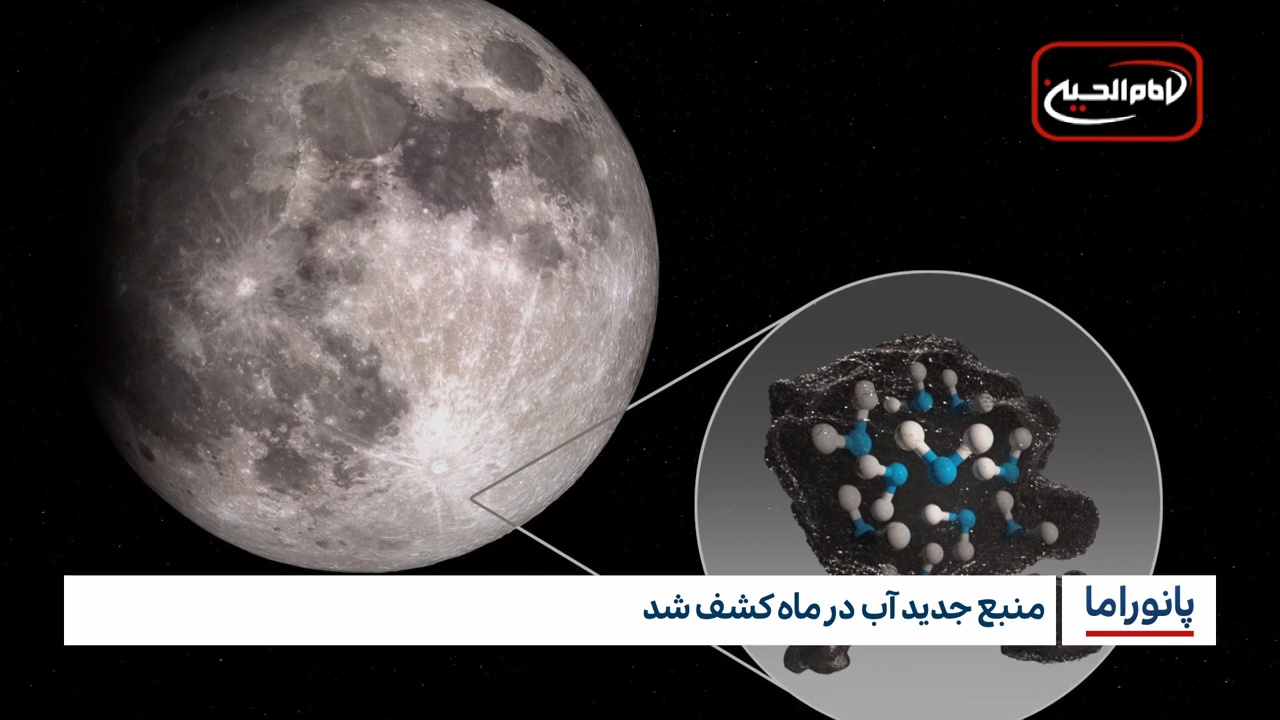 امام الحسین
منبع جدید آب در ماه کشف شد
پانوراما